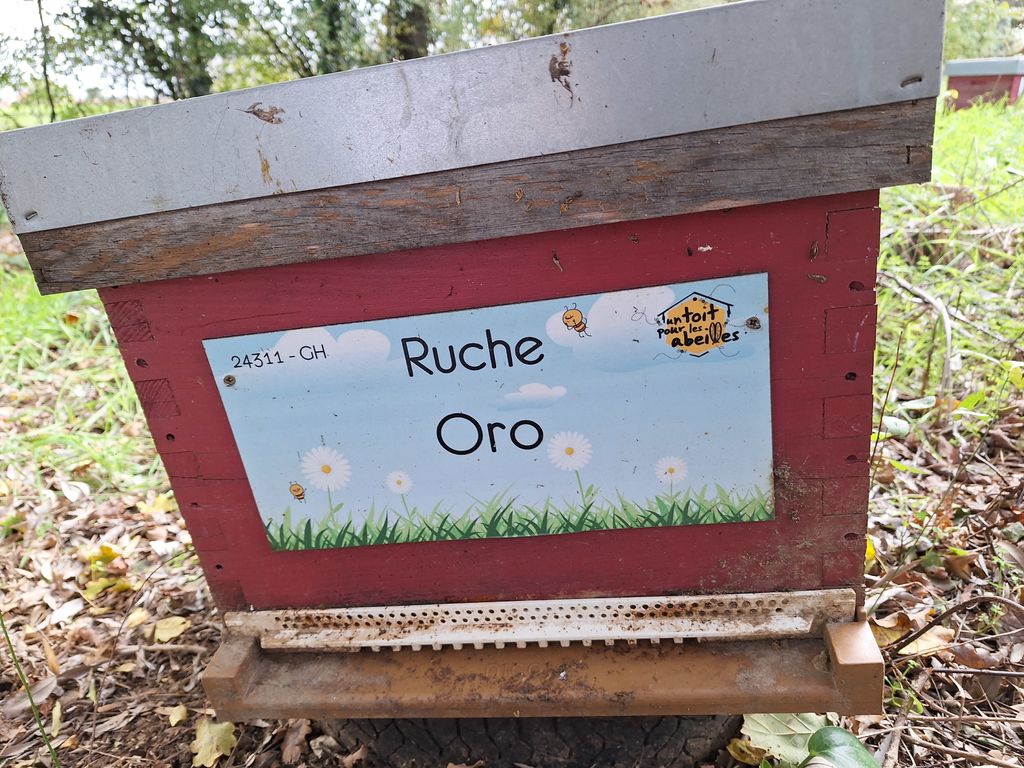 24311 - GH
Ruche
Oro
un toit
pour les
abeilles